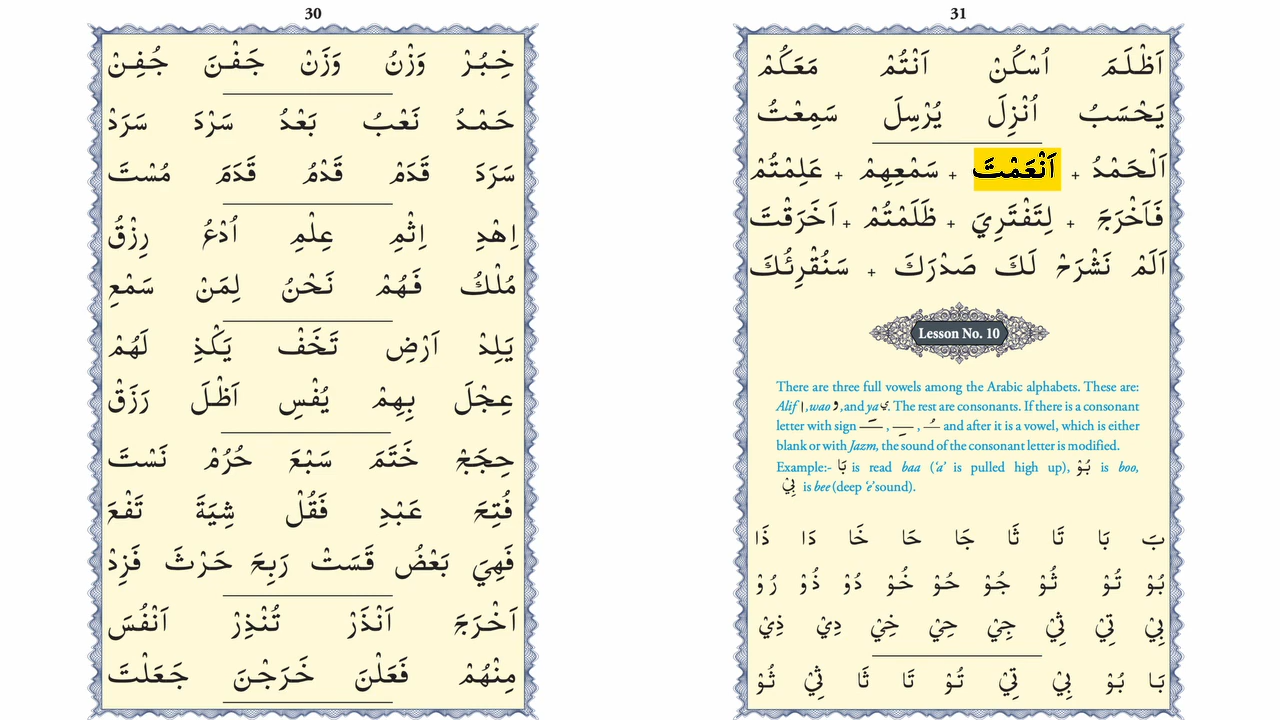 30
خِبُرْ وَزْنُ وَزَنْ جَفْنَ جُفِنْ
حَمْدُ نَعْبُ بَعْدُ سَرْدَ سَرَدْ
سَرَدَ قَدَمْ قَدْمُ قَدَمَ مُسْتَ
اِهْدِ اِثْمِ عِلْمِ اُدْعُ رِزْقُ
مُلْكُ فَهُمْ نَحْنُ لِمَنْ سَمْعِ
يَلِدْ اَرْضِ تَخَفْ يَكْذِ لَهُمْ
عِجْلَ بِهِمْ يُفْسِ اَظْلَ رَزَقْ
حِجَجْ خَتَمَ سَبْعَ حُرُمْ نَسْتَ
فُتِحَ عَبْدِ فَقُلْ شِيَةَ تَفْعَ
فَهِيَ بَعْضُ قَسَتْ رَبِحَ حَرْثَ فَزِدْ
اَخْرَجَ اَنْذَرْ تُنْذِرْ اَنْفُسَ
مِنْهُمْ فَعَلْنَ خَرَجْنَ جَعَلْتَ
31
اَظْلَمَ اُسْكُنْ اَنْتُمْ مَعَكُمْ
يَحْسَبُ اُنْزِلَ يُرْسِلَ سَمِعْتُ
اَلْحَمْدُ + اَنْعَمْتَ + سَمْعِهِمْ + عَلِمْتُمْ
فَاَخْرَجَ + لِتَفْتَرِيَ + ظَلَمْتُمْ + اَحَرَقْتَ
اَلَمْ نَشْرَحْ لَكَ صَدْرَكَ + سَنُقْرِئُكَ
Lesson No. 10
There are three full vowels among the Arabic alphabets. These are:
Alif ا, wao و, and ya ي. The rest are consonants. If there is a consonant
letter with sign ـَ , ـِ , ـُ and after it is a vowel, which is either
blank or with Jazm, the sound of the consonant letter is modified.
Example:- بَا is read baa (‘a’ is pulled high up), بُوْ is boo,
بِيْ is bee (deep ‘e’ sound).
بَ بَا تَا ثَا جَا حَا خَا دَا ذَا
بُوْ تُوْ ثُوْ جُوْ حُوْ خُوْ دُوْ ذُوْ رُوْ
بِيْ تِيْ ثِيْ جِيْ حِيْ خِيْ دِيْ ذِيْ
بَا بُوْ بِيْ تِيْ تُوْ تَا ثَا ثِيْ ثُوْ